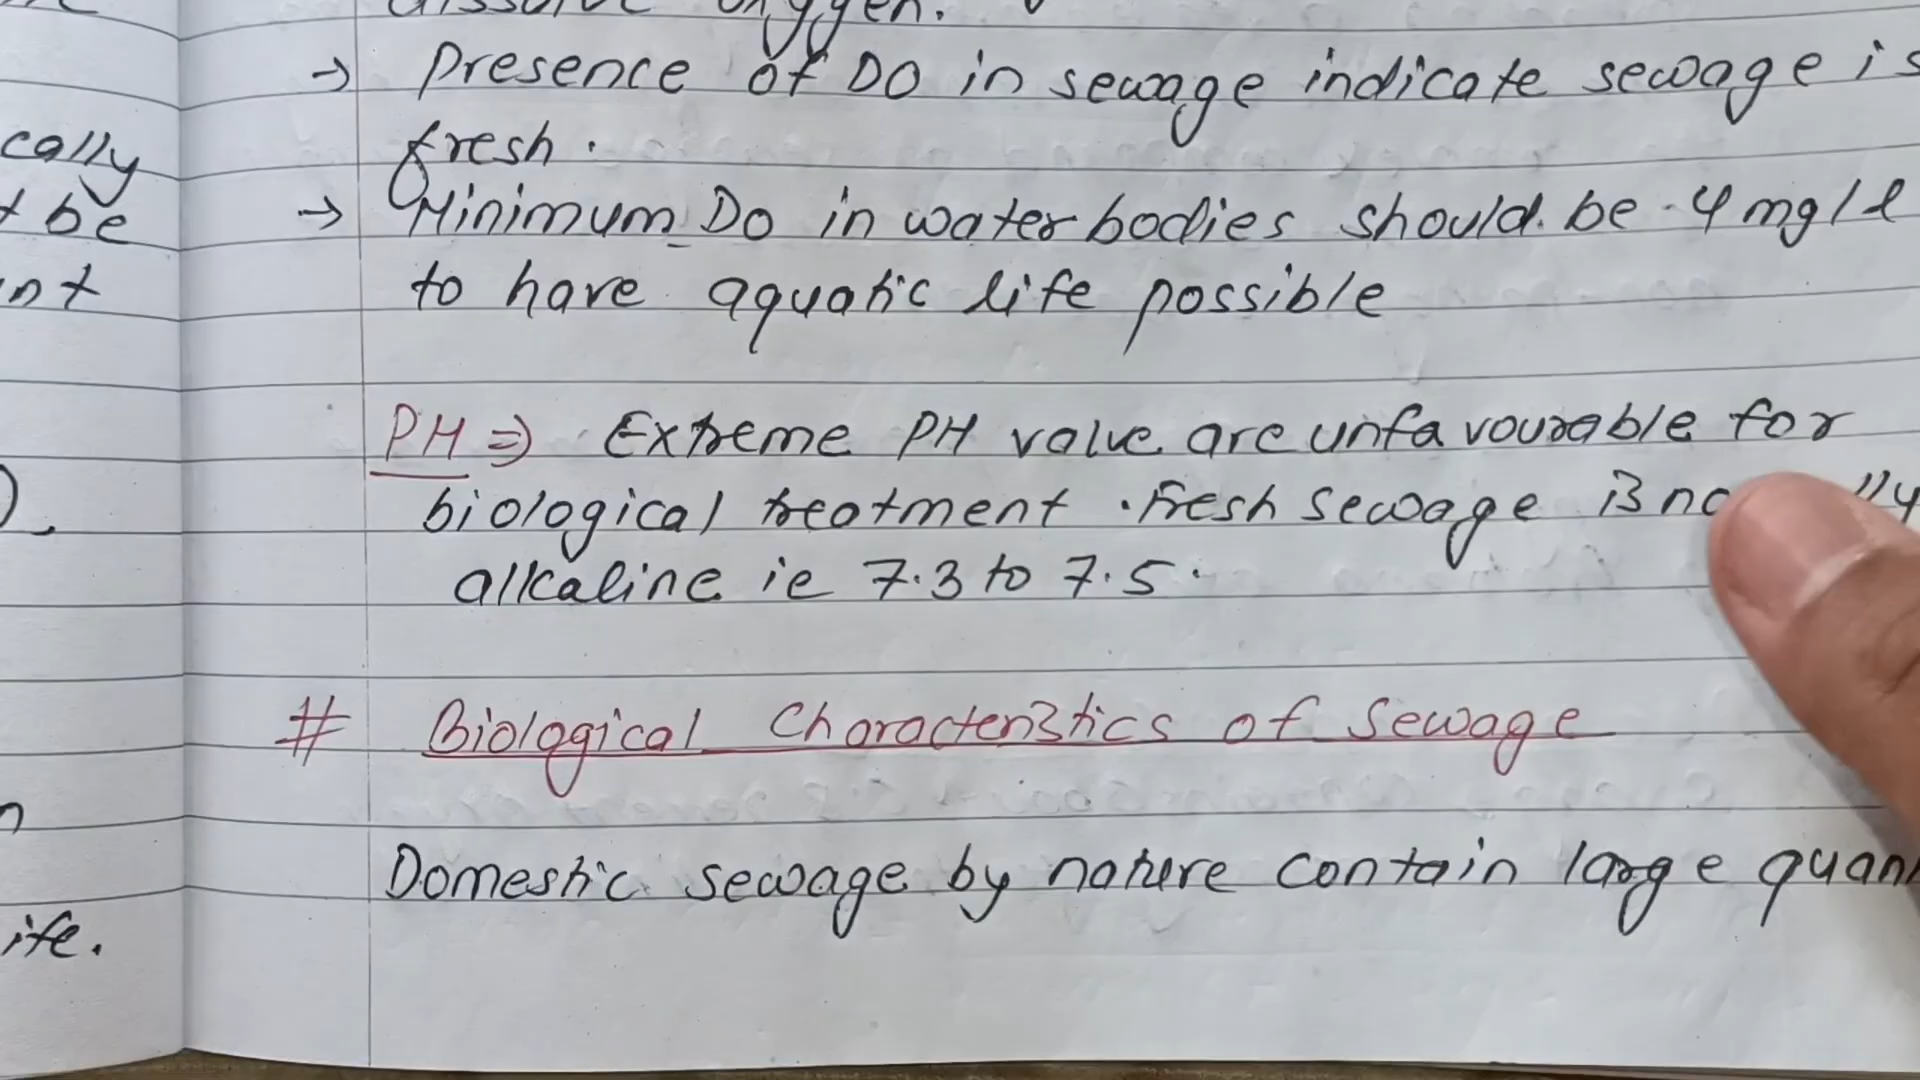 cally
be
dissolve oxygen.
→ Presence of DO in sewage indicate sewage is
fresh.
→ Minimum DO in water bodies should be 4 mg/l
to have aquatic life possible
PH ⇒ Extreme PH value are unfavourable for
biological treatment. Fresh sewage is
alkaline ie 7.3 to 7.5.
# Biological Characteristics of Sewage
Domestic sewage by nature contain large